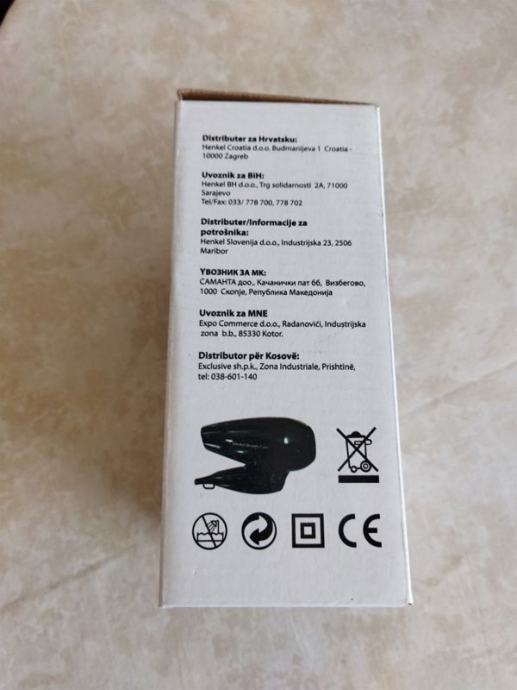 Distributer za Hrvatsku:
Henkel Croatia d.o.o. Budmanijeva 1 Croatia -
10000 Zagreb
Uvoznik za BiH:
Henkel BH d.o.o., Trg solidarnosti 2A, 71000
Sarajevo
Tel/Fax: 033/ 778 700, 778 702
Distributer/Informacije za
potrošnika:
Henkel Slovenija d.o.o., Industrijska 23, 2506
Maribor
УВОЗНИК ЗА МК:
САМАНТА доо., Качанички пат 66, Визбегово,
1000 Скопје, Република Македонија
Uvoznik za MNE
Expo Commerce d.o.o., Radanovići, Industrijska
zona b.b., 85330 Kotor.
Distributor për Kosovë:
Exclusive sh.p.k., Zona Industriale, Prishtinë,
tel: 038-601-140
CE